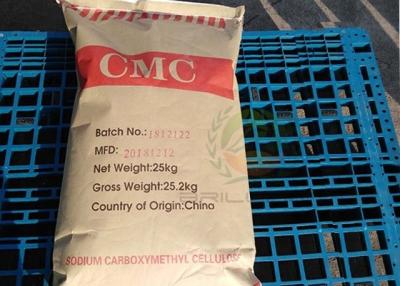 CMC
Batch No.: 1812122
MFD: 20181212
Net Weight:25kg
Gross Weight:25.2kg
Country of Origin:China
SODIUM CARBOXYMETHYL CELLULOSE